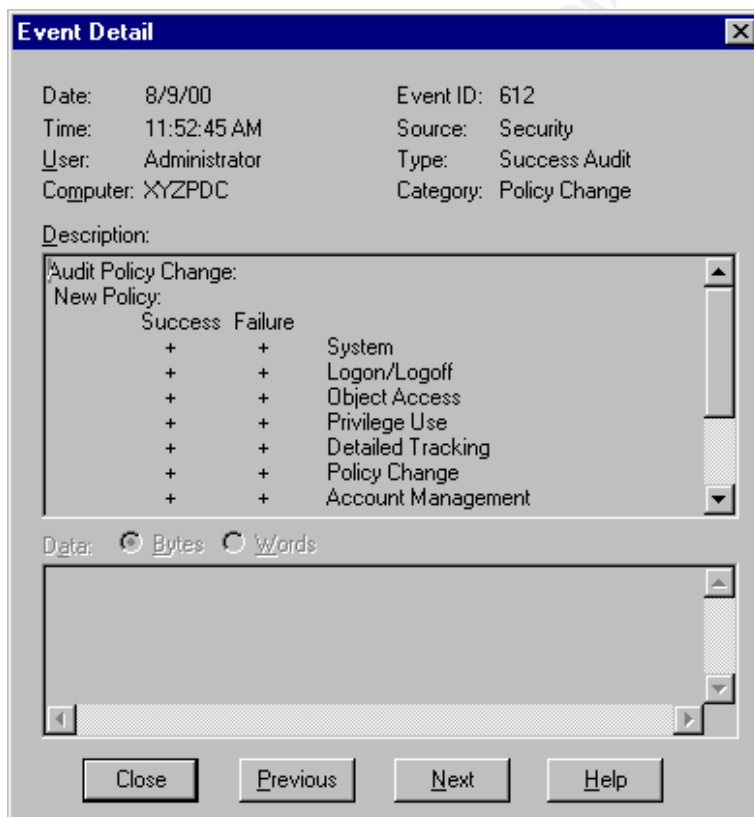 Event Detail
Date: 8/9/00 Event ID: 612
Time: 11:52:45 AM Source: Security
User: Administrator Type: Success Audit
Computer: XYZPDC Category: Policy Change
Description:
Audit Policy Change:
New Policy:
Success Failure
+ + System
+ + Logon/Logoff
+ + Object Access
+ + Privilege Use
+ + Detailed Tracking
+ + Policy Change
+ + Account Management
Data: Bytes Words
Close Previous Next Help